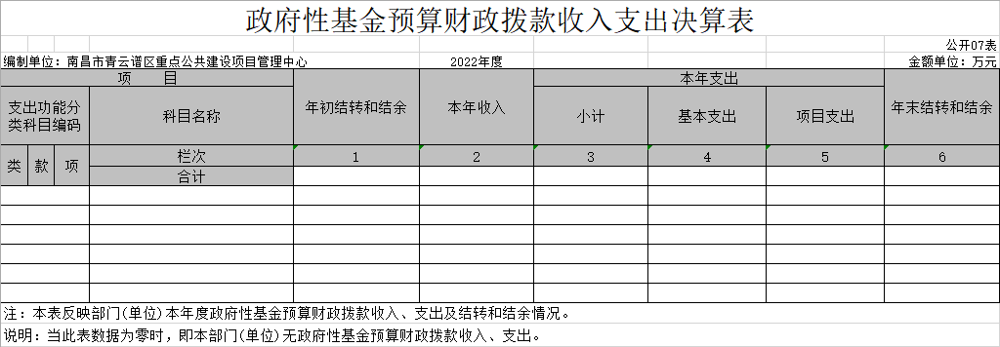 政府性基金预算财政拨款收入支出决算表
公开07表
编制单位：南昌市青云谱区重点公共建设项目管理中心 2022年度 金额单位：万元
项 目 年初结转和结余 本年收入 本年支出 年末结转和结余
支出功能分类科目编码 科目名称 小计 基本支出 项目支出
类 款 项 栏次 1 2 3 4 5 6
合计
注：本表反映部门(单位)本年度政府性基金预算财政拨款收入、支出及结转和结余情况。
说明：当此表数据为零时，即本部门(单位)无政府性基金预算财政拨款收入、支出。